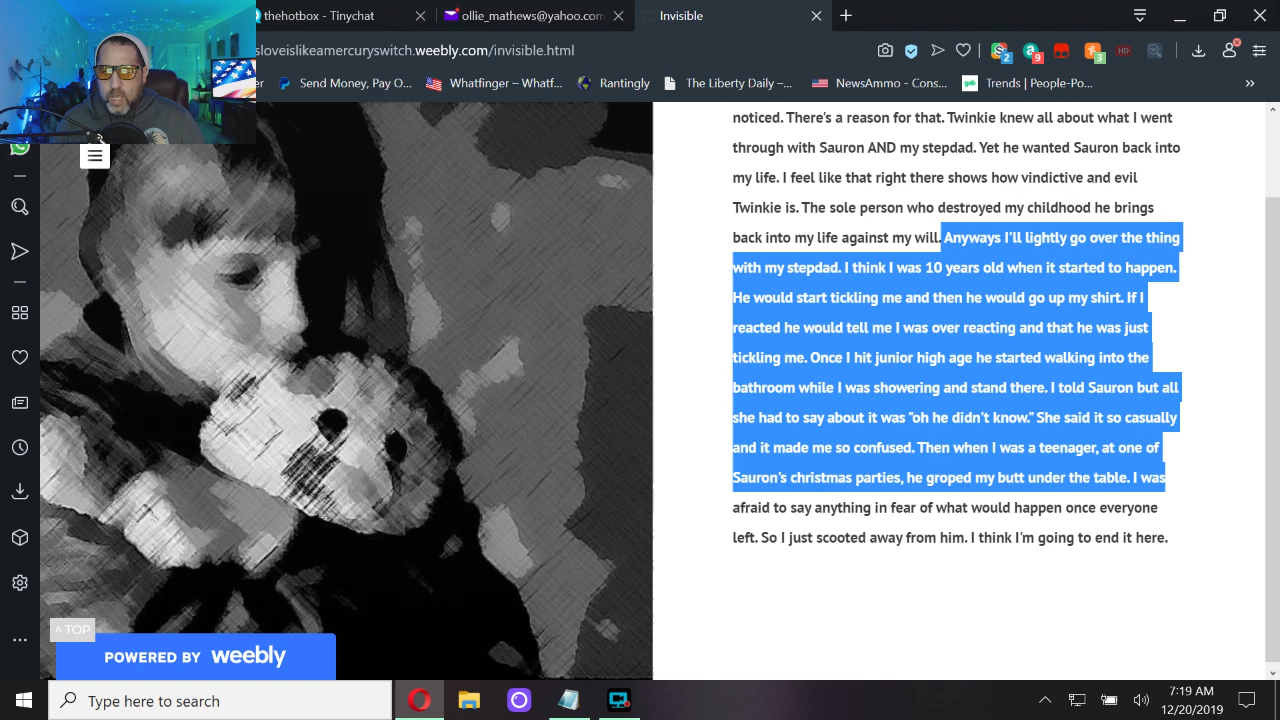 thehotbox - Tinychat
ollie_mathews@yahoo.com
Invisible
sloveislikeamercuryswitch.weebly.com/invisible.html
2
9
3
HD
er
Send Money, Pay O...
Whatfinger – Whatf...
Rantingly
The Liberty Daily –...
NewsAmmo - Cons...
gab
Trends | People-Po...
noticed. There's a reason for that. Twinkie knew all about what I went
through with Sauron AND my stepdad. Yet he wanted Sauron back into
my life. I feel like that right there shows how vindictive and evil
Twinkie is. The sole person who destroyed my childhood he brings
back into my life against my will. Anyways I'll lightly go over the thing
with my stepdad. I think I was 10 years old when it started to happen.
He would start tickling me and then he would go up my shirt. If I
reacted he would tell me I was over reacting and that he was just
tickling me. Once I hit junior high age he started walking into the
bathroom while I was showering and stand there. I told Sauron but all
she had to say about it was "oh he didn't know." She said it so casually
and it made me so confused. Then when I was a teenager, at one of
Sauron's christmas parties, he groped my butt under the table. I was
afraid to say anything in fear of what would happen once everyone
left. So I just scooted away from him. I think I'm going to end it here.
^ TOP
POWERED BY weebly
Type here to search
7:19 AM
12/20/2019